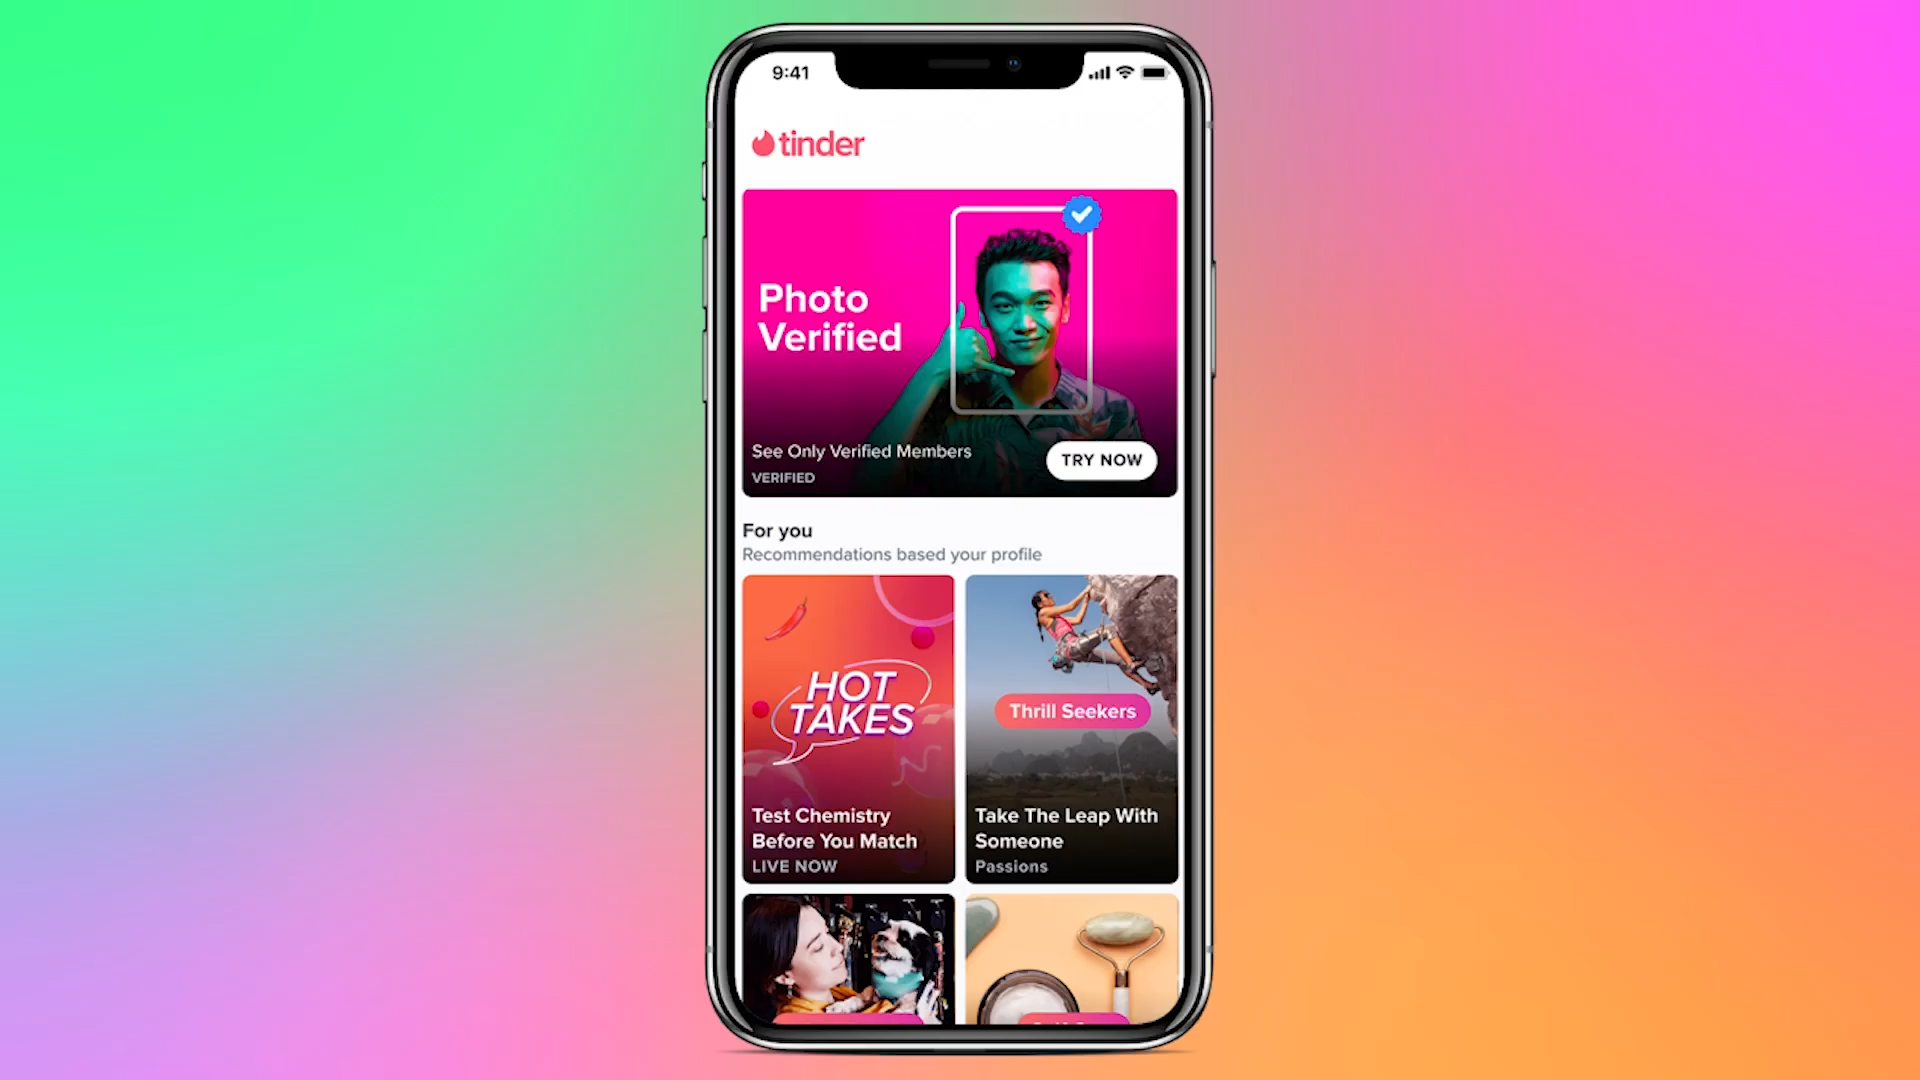 9:41
tinder
Photo
Verified
See Only Verified Members
VERIFIED
TRY NOW
For you
Recommendations based your profile
HOT
TAKES
Test Chemistry
Before You Match
LIVE NOW
Thrill Seekers
Take The Leap With
Someone
Passions